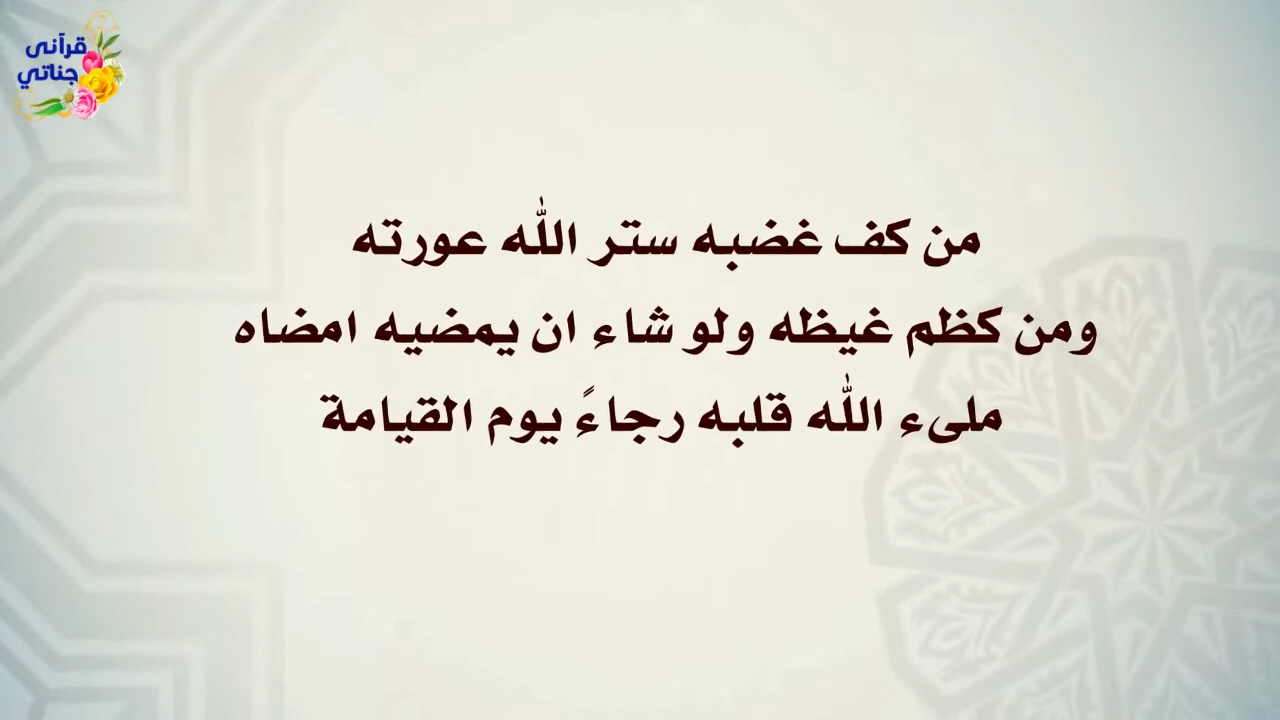 قرآنى
جناتي
من كف غضبه ستر الله عورته
ومن كظم غيظه ولو شاء ان يمضيه امضاه
ملىء الله قلبه رجاءً يوم القيامة